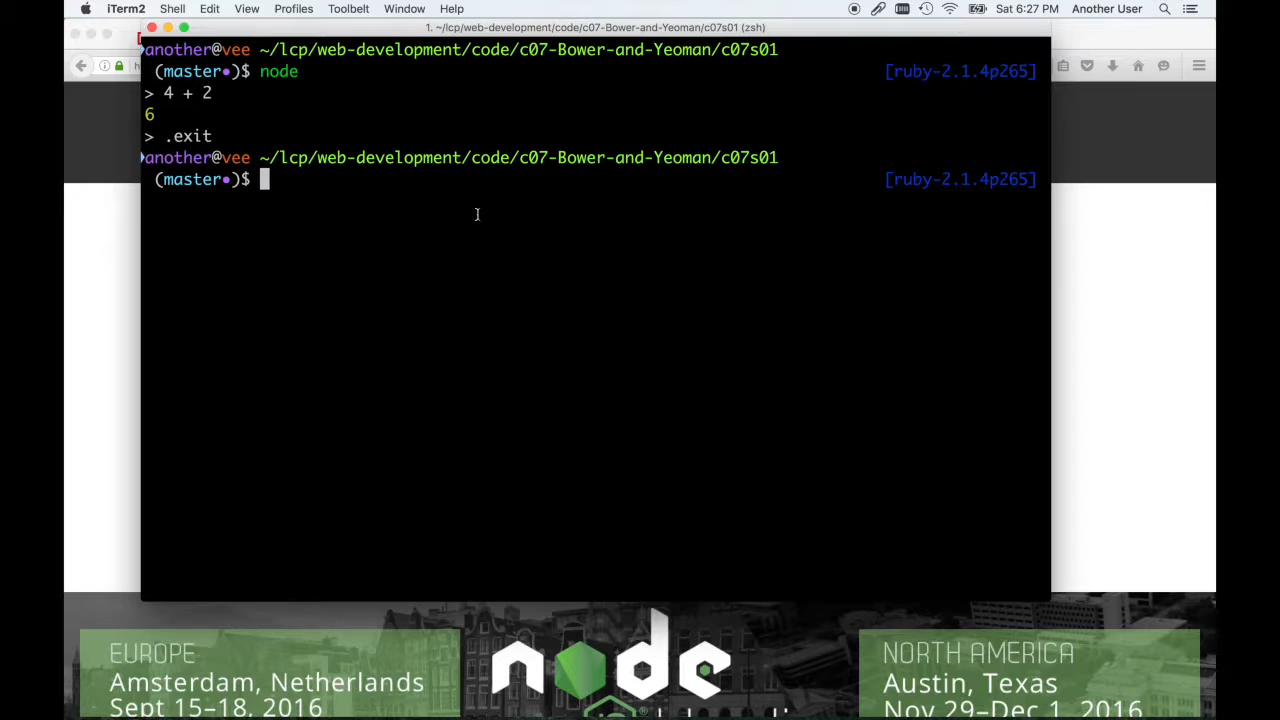 iTerm2 Shell Edit View Profiles Toolbelt Window Help Sat 6:27 PM Another User
1. ~/lcp/web-development/code/c07-Bower-and-Yeoman/c07s01 (zsh)
another@vee ~/lcp/web-development/code/c07-Bower-and-Yeoman/c07s01
(master•)$ node [ruby-2.1.4p265]
> 4 + 2
6
> .exit
another@vee ~/lcp/web-development/code/c07-Bower-and-Yeoman/c07s01
(master•)$ [ruby-2.1.4p265]
EUROPE
Amsterdam, Netherlands
Sept 15–18, 2016
node
NORTH AMERICA
Austin, Texas
Nov 29–Dec 1, 2016